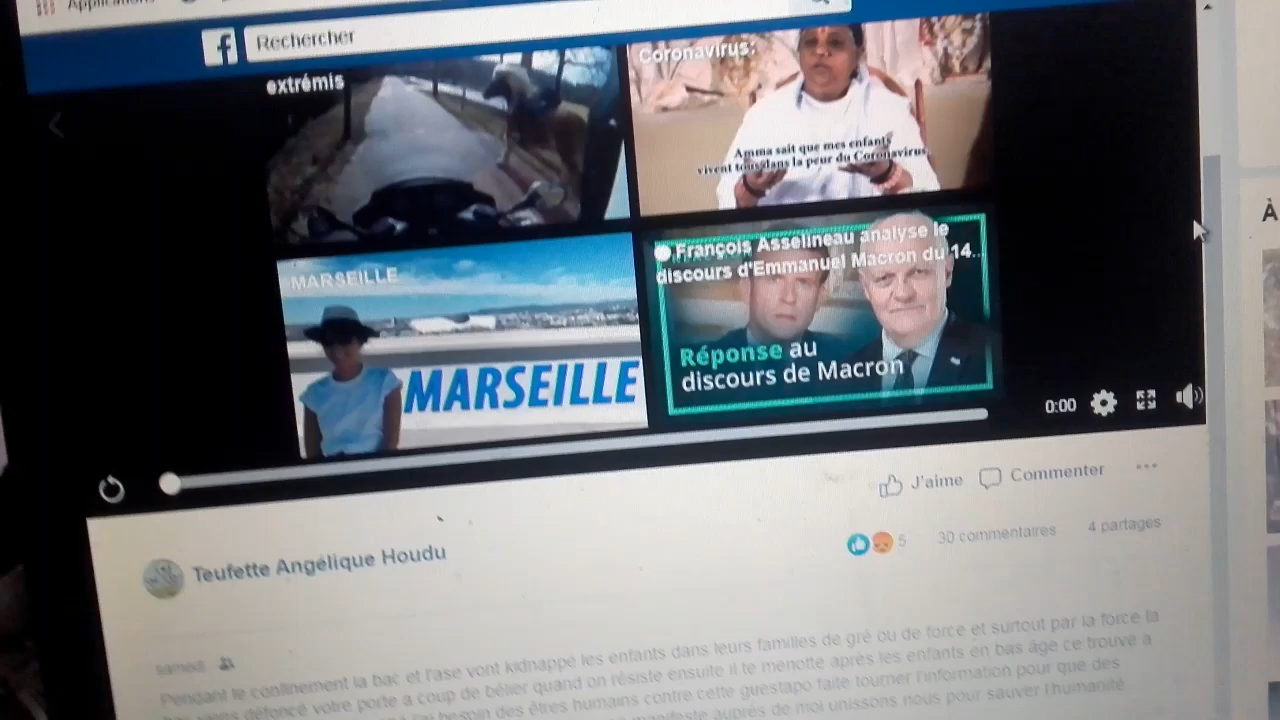 Applications
Rechercher
extrémis
Coronavirus:
Amma sait que mes enfants
vivent tous dans la peur du Coronavirus
MARSEILLE
MARSEILLE
François Asselineau analyse le
discours d'Emmanuel Macron du 14...
Réponse au
discours de Macron
0:00
À
J'aime
Commenter
Teufette Angélique Houdu
5
30 commentaires
4 partages
samedi
Pendant le confinement la bac et l'ase vont kidnappé les enfants dans leurs familles de gré ou de force et surtout par la force la
défoncé votre porte a coup de bélier quand on résiste ensuite il te menotte après les enfants en bas âge ce trouve a
besoin des êtres humains contre cette guestapo faite tourner l'information pour que des
manifeste auprès de moi unissons nous pour sauver l'humanité